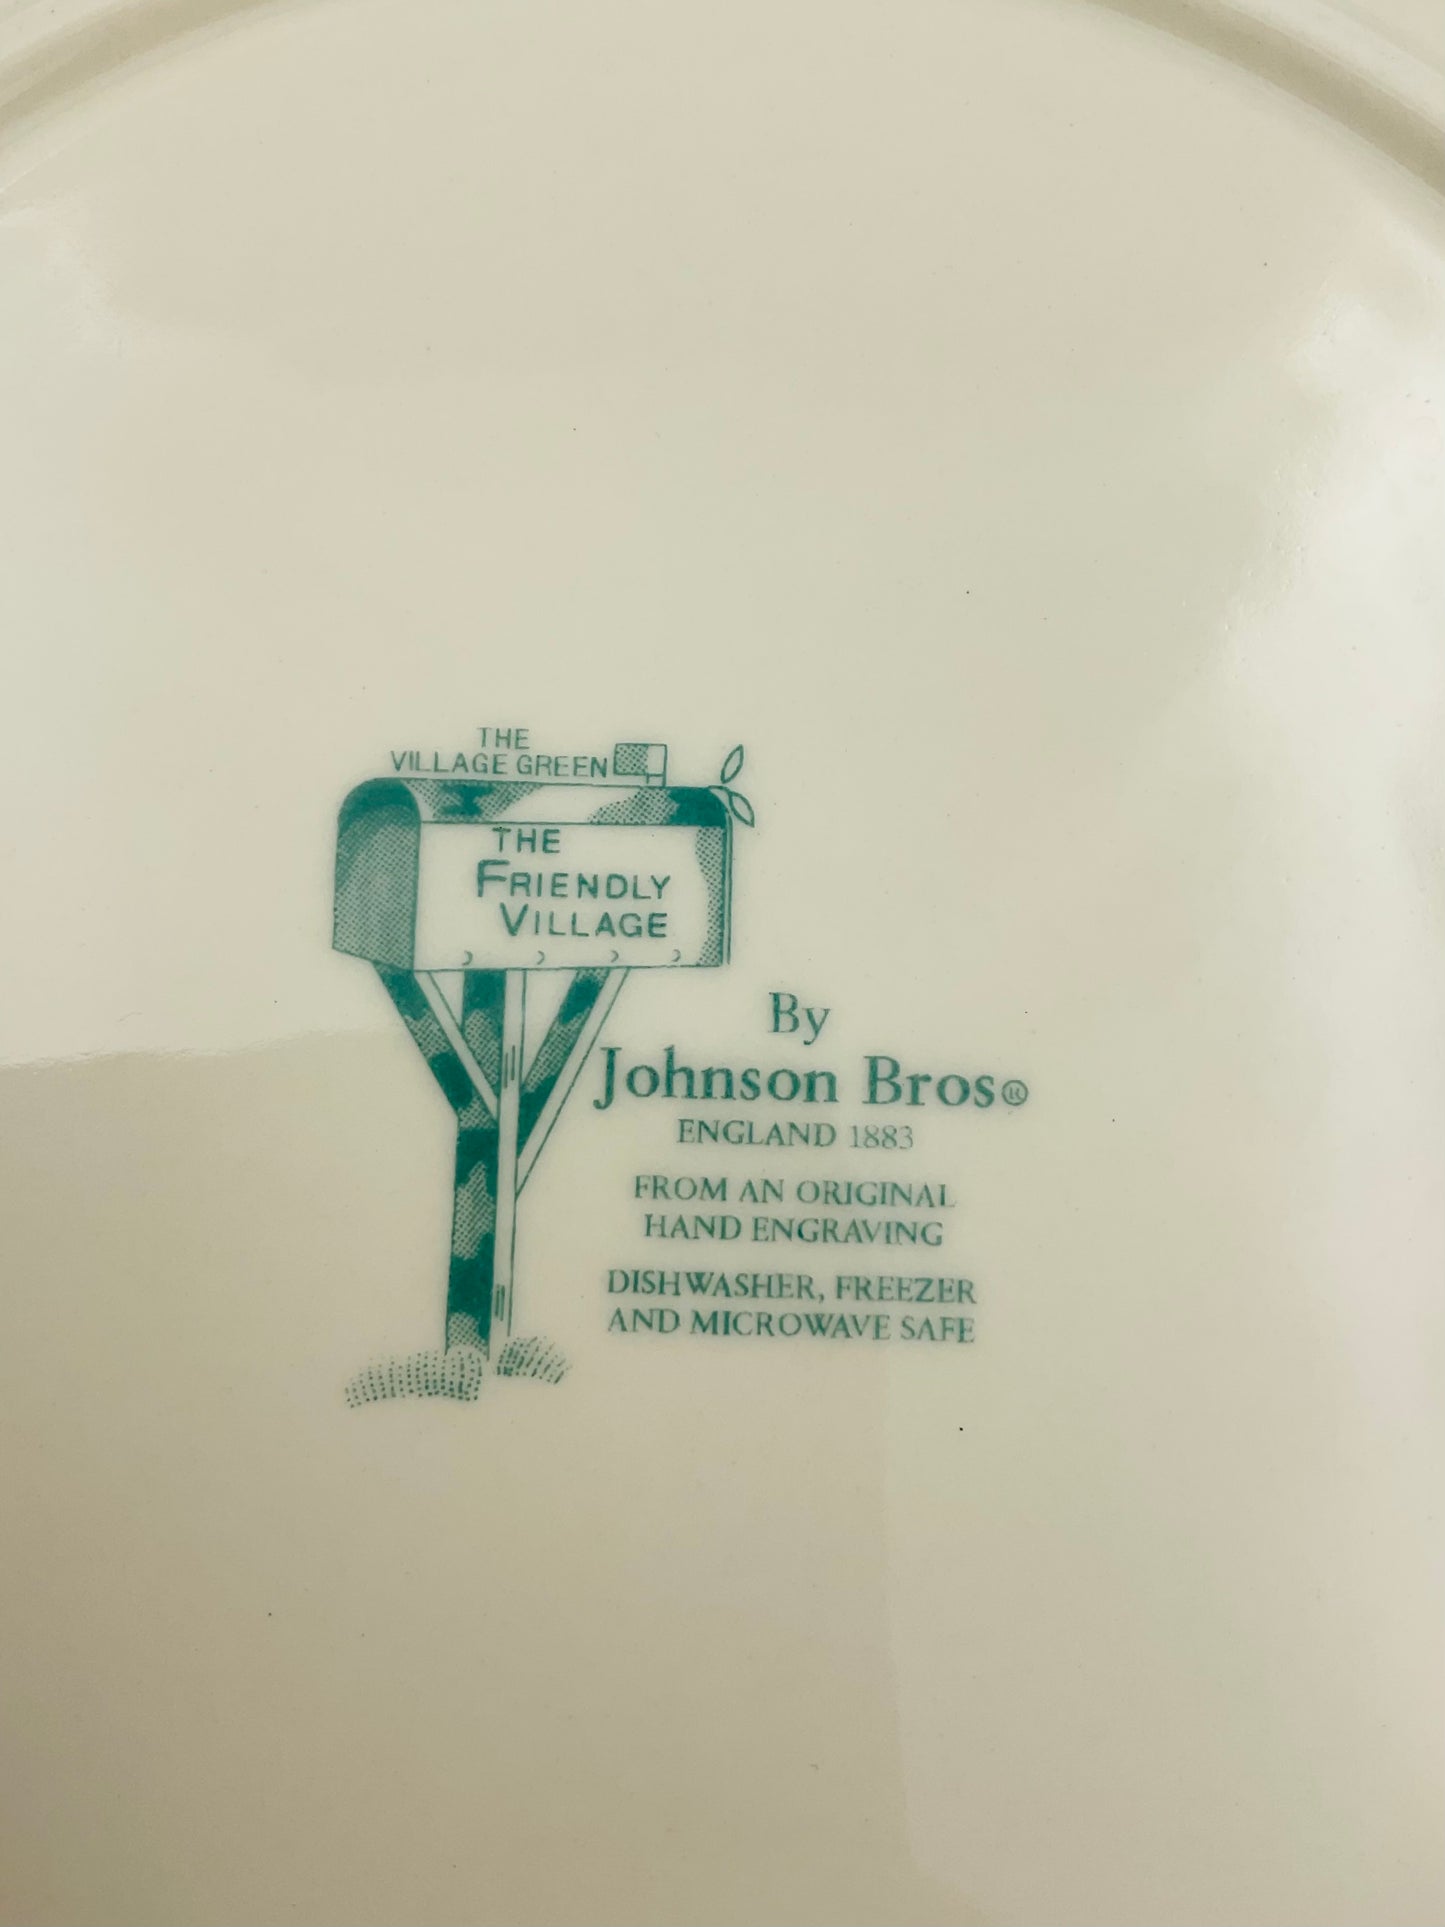 THE
VILLAGE GREEN
THE
FRIENDLY
VILLAGE
By
Johnson Bros®
ENGLAND 1883
FROM AN ORIGINAL
HAND ENGRAVING
DISHWASHER, FREEZER
AND MICROWAVE SAFE